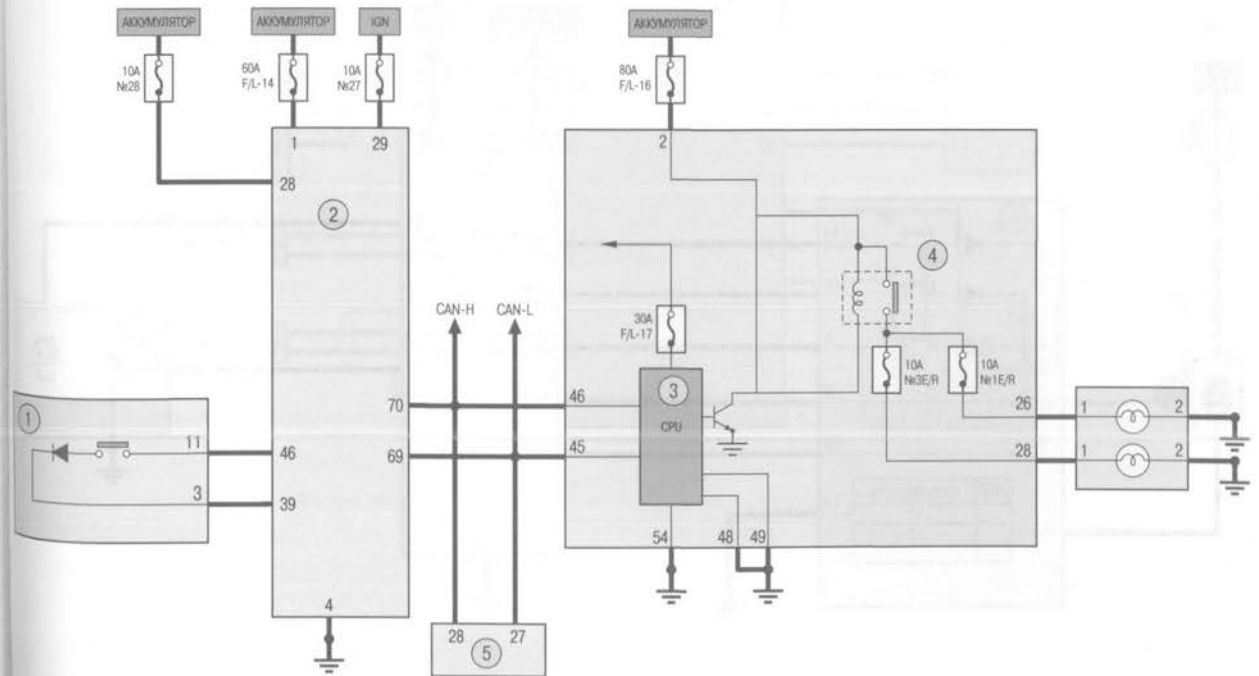 АККУМУЛЯТОР
АККУМУЛЯТОР
IGN
АККУМУЛЯТОР
10A
№28
60A
F/L-14
10A
№27
80A
F/L-16
1
29
2
28
2
4
CAN-H
CAN-L
30A
F/L-17
10A
№3E/R
10A
№1E/R
3
CPU
1
70
46
26
1
2
11
46
69
45
28
1
2
3
39
54
48
49
4
28
27
5